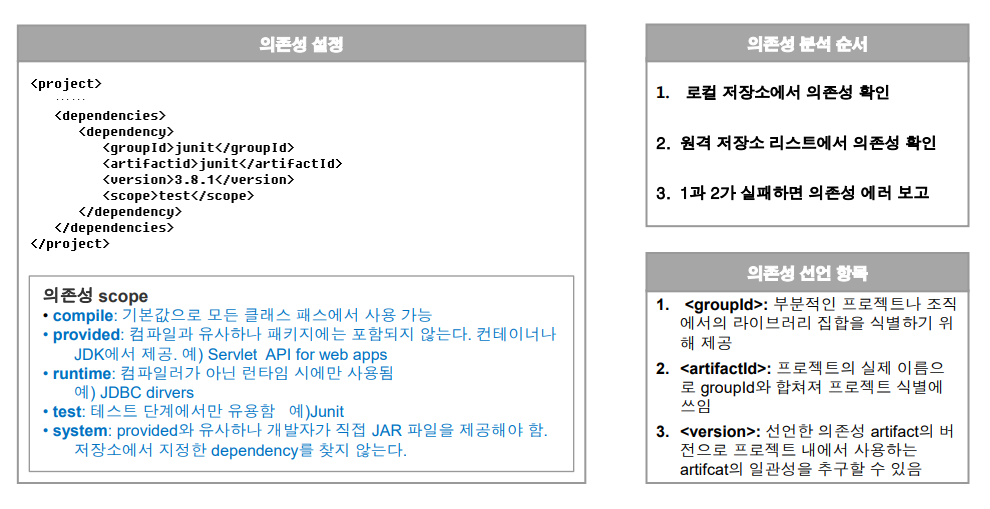 의존성 설정
<project>
......
<dependencies>
<dependency>
<groupId>junit</groupId>
<artifactid>junit</artifactId>
<version>3.8.1</version>
<scope>test</scope>
</dependency>
</dependencies>
</project>
의존성 scope
• compile: 기본값으로 모든 클래스 패스에서 사용 가능
• provided: 컴파일과 유사하나 패키지에는 포함되지 않는다. 컨테이너나
JDK에서 제공. 예) Servlet API for web apps
• runtime: 컴파일러가 아닌 런타임 시에만 사용됨
예) JDBC dirvers
• test: 테스트 단계에서만 유용함 예)Junit
• system: provided와 유사하나 개발자가 직접 JAR 파일을 제공해야 함.
저장소에서 지정한 dependency를 찾지 않는다.
의존성 분석 순서
1. 로컬 저장소에서 의존성 확인
2. 원격 저장소 리스트에서 의존성 확인
3. 1과 2가 실패하면 의존성 에러 보고
의존성 선언 항목
1. <groupId>: 부분적인 프로젝트나 조직
에서의 라이브러리 집합을 식별하기 위
해 제공
2. <artifactId>: 프로젝트의 실제 이름으
로 groupId와 합쳐져 프로젝트 식별에
쓰임
3. <version>: 선언한 의존성 artifact의 버
전으로 프로젝트 내에서 사용하는
artifcat의 일관성을 추구할 수 있음